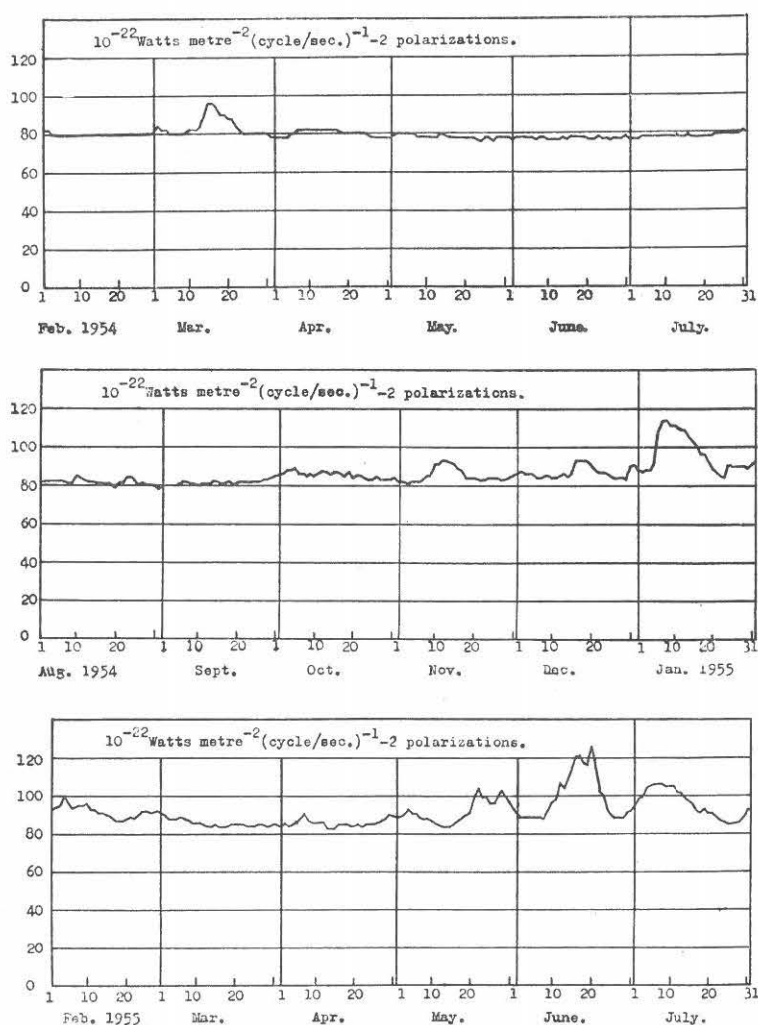 10⁻²²Watts metre⁻²(cycle/sec.)⁻¹-2 polarizations.
120
100
80
60
40
20
0
1 10 20 1 10 20 1 10 20 1 10 20 1 10 20 1 10 20 31
Feb. 1954 Mar. Apr. May. June. July.
10⁻²²Watts metre⁻²(cycle/sec.)⁻¹-2 polarizations.
120
100
80
60
40
20
0
1 10 20 1 10 20 1 10 20 1 10 20 1 10 20 1 10 20 31
Aug. 1954 Sept. Oct. Nov. Dec. Jan. 1955
10⁻²²Watts metre⁻²(cycle/sec.)⁻¹-2 polarizations.
120
100
80
60
40
20
0
1 10 20 1 10 20 1 10 20 1 10 20 1 10 20 1 10 20 31
Feb. 1955 Mar. Apr. May. June. July.